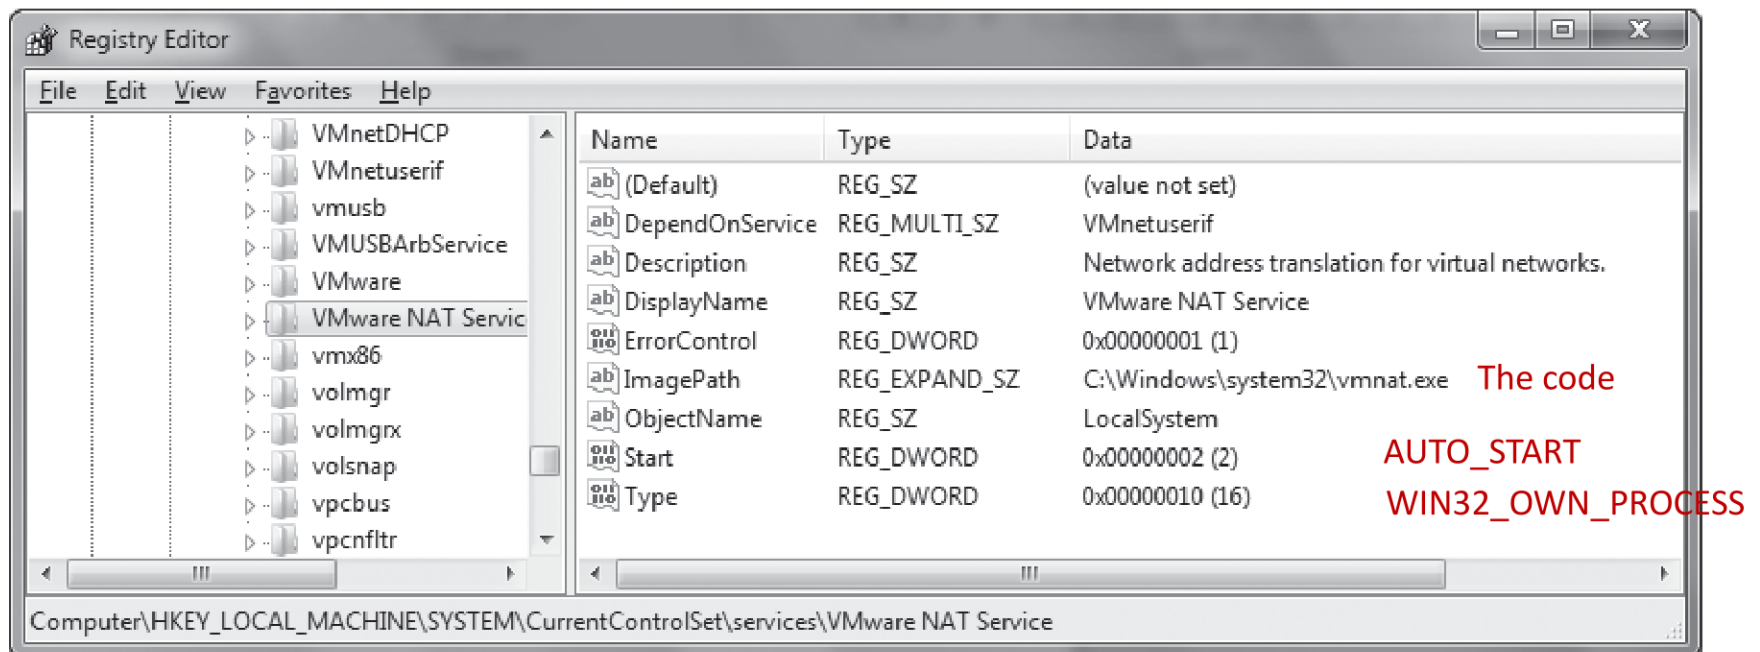 Registry Editor
File Edit View Favorites Help
VMnetDHCP
VMnetuserif
vmusb
VMUSBArbService
VMware
VMware NAT Servic
vmx86
volmgr
volmgrx
volsnap
vpcbus
vpcnfltr
Name Type Data
(Default) REG_SZ (value not set)
DependOnService REG_MULTI_SZ VMnetuserif
Description REG_SZ Network address translation for virtual networks.
DisplayName REG_SZ VMware NAT Service
ErrorControl REG_DWORD 0x00000001 (1)
ImagePath REG_EXPAND_SZ C:\Windows\system32\vmnat.exe The code
ObjectName REG_SZ LocalSystem
Start REG_DWORD 0x00000002 (2) AUTO_START
Type REG_DWORD 0x00000010 (16) WIN32_OWN_PROCESS
Computer\HKEY_LOCAL_MACHINE\SYSTEM\CurrentControlSet\services\VMware NAT Service